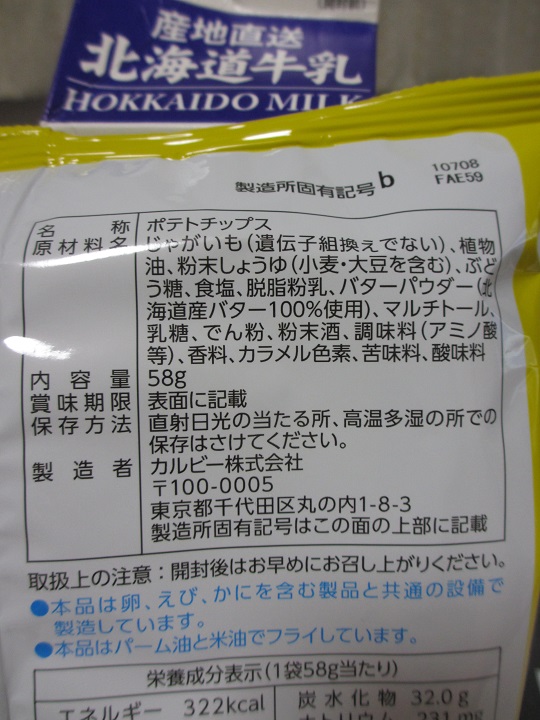 産地直送
北海道牛乳
HOKKAIDO MILK
製造所固有記号 b
10708
FAE59
名称 ポテトチップス
原材料名 じゃがいも(遺伝子組換えでない)、植物
油、粉末しょうゆ(小麦・大豆を含む)、ぶど
う糖、食塩、脱脂粉乳、バターパウダー(北
海道産バター100%使用)、マルチトール、
乳糖、でん粉、粉末酒、調味料(アミノ酸
等)、香料、カラメル色素、苦味料、酸味料
内容量 58g
賞味期限 表面に記載
保存方法 直射日光の当たる所、高温多湿の所での
保存はさけてください。
製造者 カルビー株式会社
〒100-0005
東京都千代田区丸の内1-8-3
製造所固有記号はこの面の上部に記載
取扱上の注意:開封後はお早めにお召し上がりください。
●本品は卵、えび、かにを含む製品と共通の設備で
製造しています。
●本品はパーム油と米油でフライしています。
栄養成分表示(1袋58g当たり)
エネルギー 322kcal 炭水化物 32.0g
ナトリウム 231mg